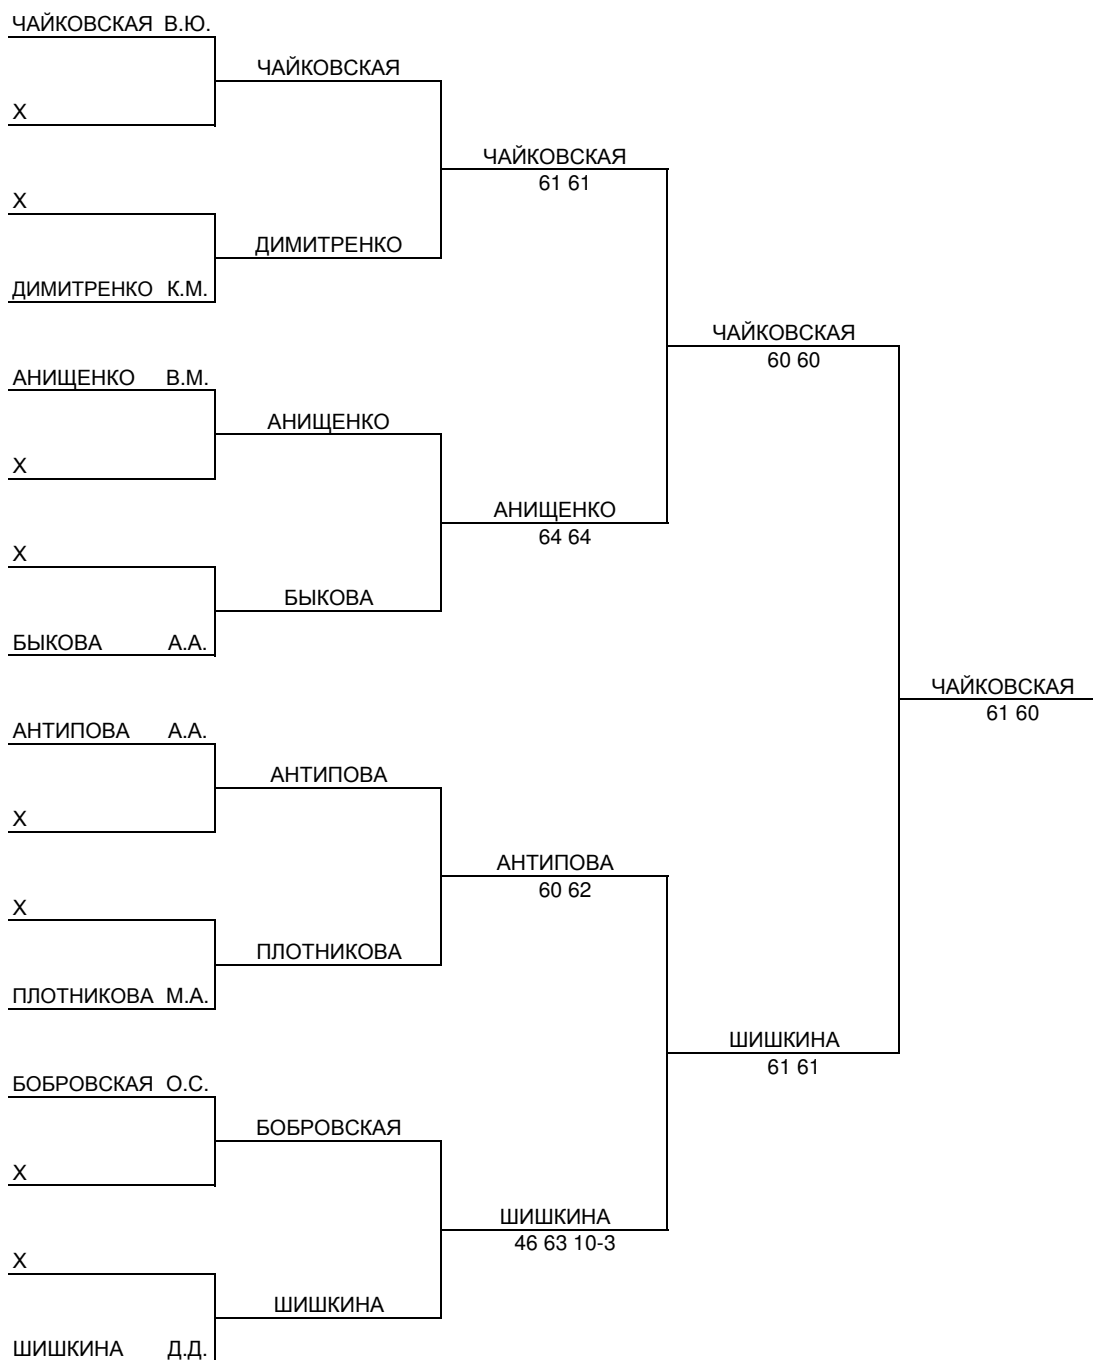 ЧАЙКОВСКАЯ В.Ю.
ЧАЙКОВСКАЯ
X
ЧАЙКОВСКАЯ
61 61
X
ДИМИТРЕНКО
ДИМИТРЕНКО К.М.
ЧАЙКОВСКАЯ
60 60
АНИЩЕНКО В.М.
АНИЩЕНКО
X
АНИЩЕНКО
64 64
X
БЫКОВА
БЫКОВА А.А.
ЧАЙКОВСКАЯ
61 60
АНТИПОВА А.А.
АНТИПОВА
X
АНТИПОВА
60 62
X
ПЛОТНИКОВА
ПЛОТНИКОВА М.А.
ШИШКИНА
61 61
БОБРОВСКАЯ О.С.
БОБРОВСКАЯ
X
ШИШКИНА
46 63 10-3
X
ШИШКИНА
ШИШКИНА Д.Д.